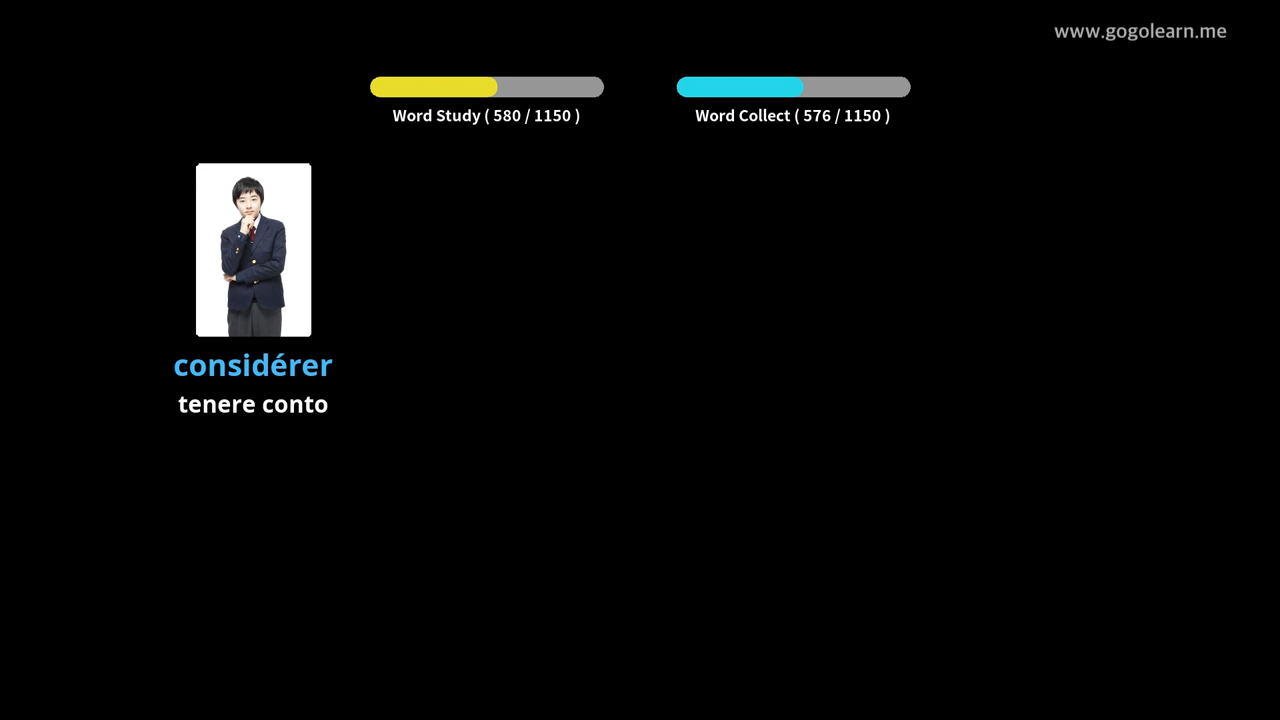 www.gogolearn.me
Word Study ( 580 / 1150 )
Word Collect ( 576 / 1150 )
considérer
tenere conto